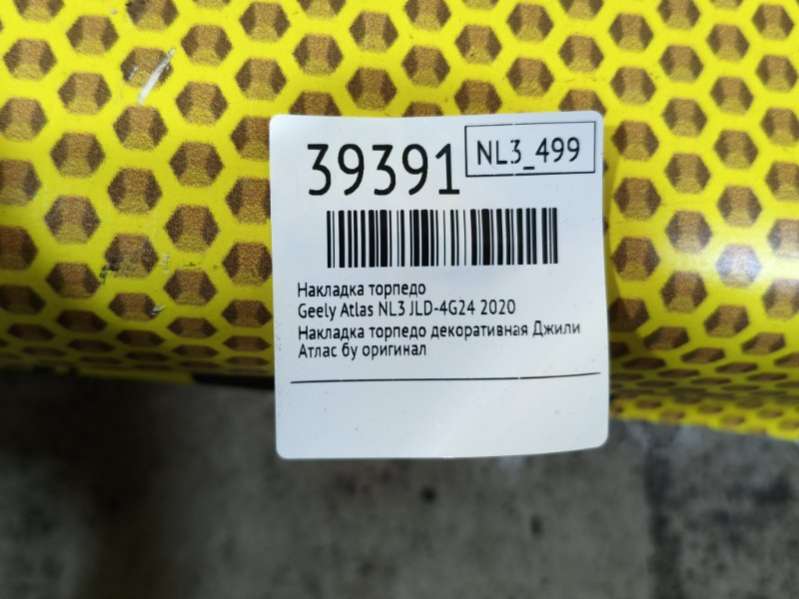 39391
NL3_499
Накладка торпедо
Geely Atlas NL3 JLD-4G24 2020
Накладка торпедо декоративная Джили
Атлас бу оригинал